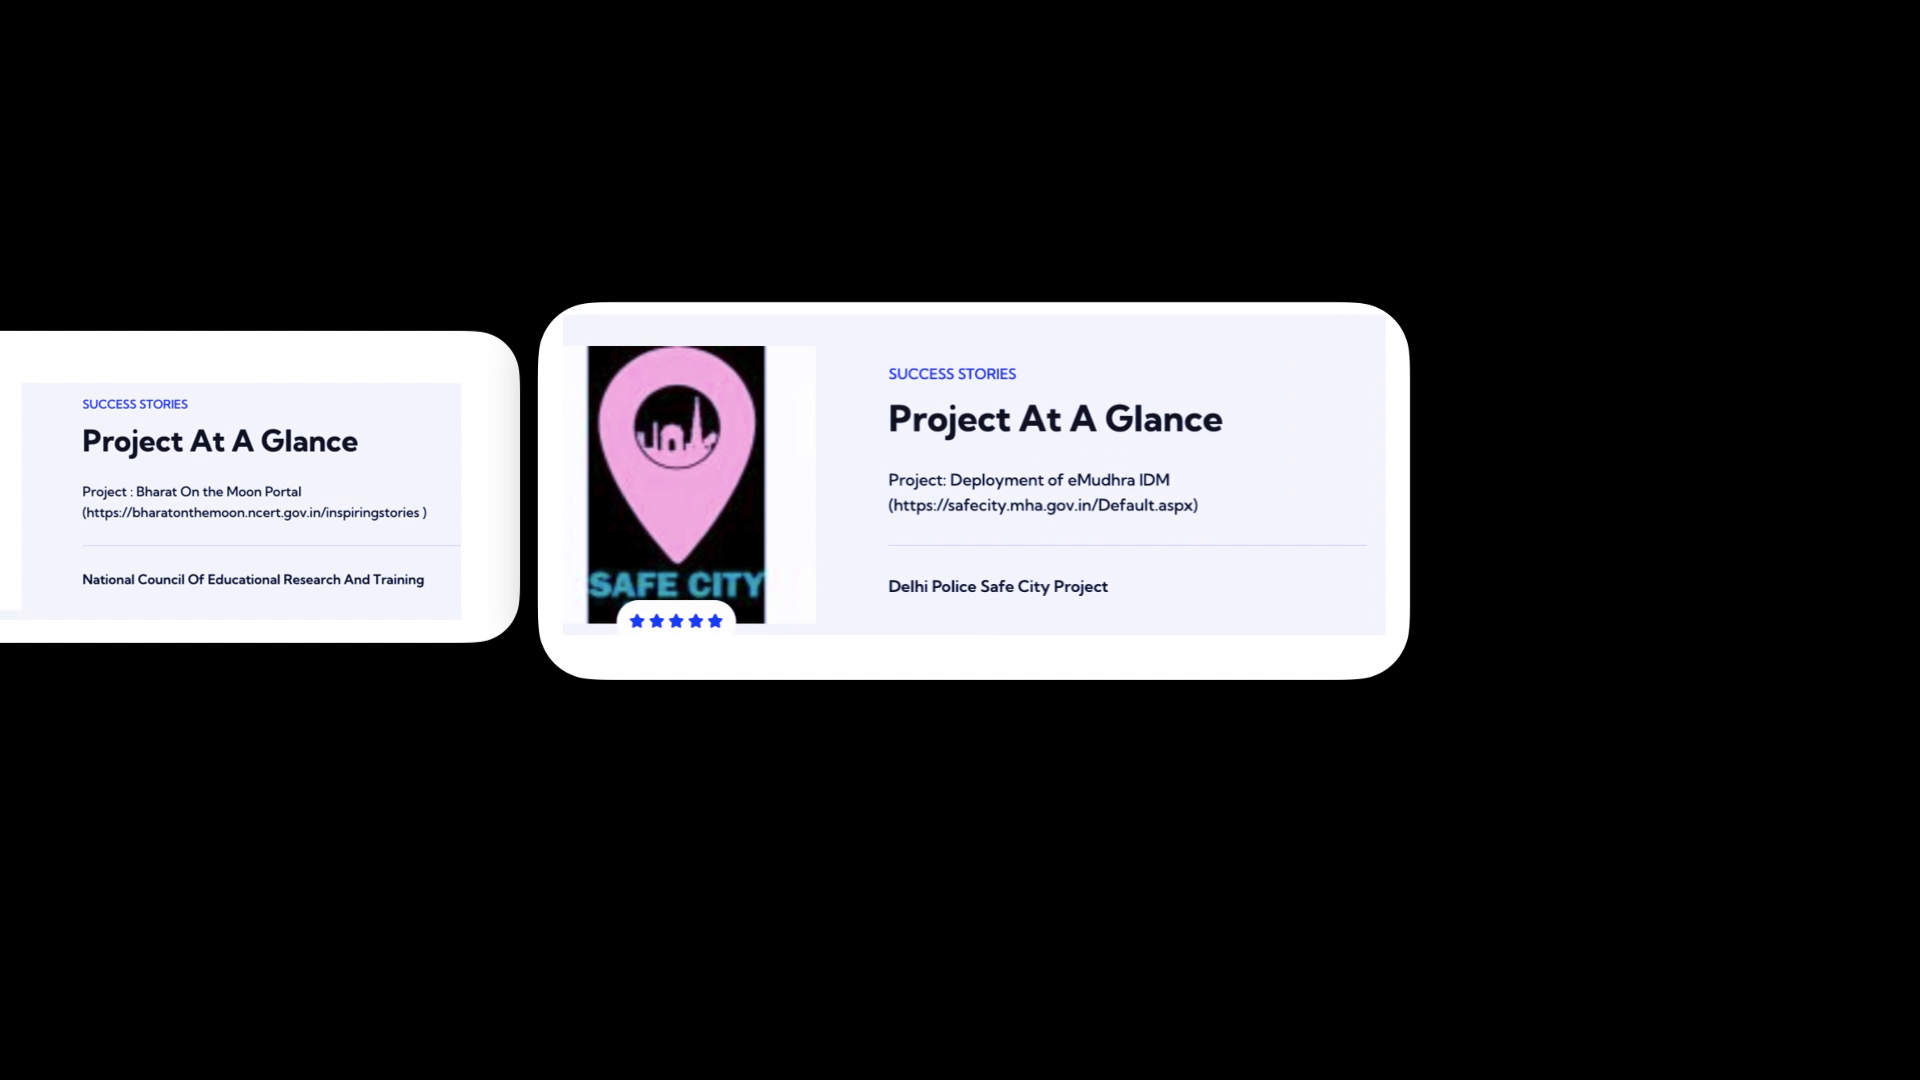 SUCCESS STORIES
Project At A Glance
Project : Bharat On the Moon Portal
(https://bharatonthemoon.ncert.gov.in/inspiringstories )
National Council Of Educational Research And Training
SAFE CITY
SUCCESS STORIES
Project At A Glance
Project: Deployment of eMudhra IDM
(https://safecity.mha.gov.in/Default.aspx)
Delhi Police Safe City Project